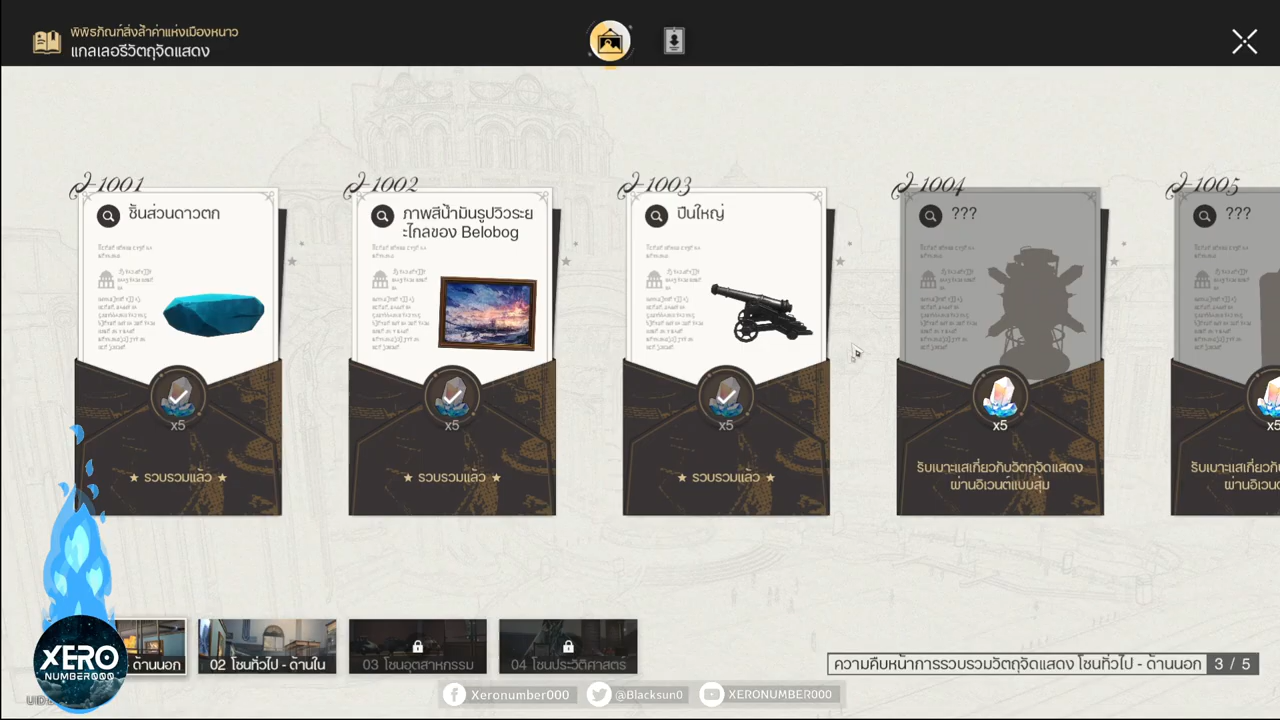 พิพิธภัณฑ์สิ่งล้ำค่าแห่งเมืองหนาว
แกลเลอรีวัตถุจัดแสดง
1001
ชิ้นส่วนดาวตก
x5
★ รวบรวมแล้ว ★
1002
ภาพสีน้ำมันรูปวิวระย
ะไกลของ Belobog
x5
★ รวบรวมแล้ว ★
1003
ปืนใหญ่
x5
★ รวบรวมแล้ว ★
1004
???
x5
รับเบาะแสเกี่ยวกับวัตถุจัดแสดง
ผ่านอิเวนต์แบบสุ่ม
1005
???
x5
ด้านนอก
02 โซนทั่วไป - ด้านใน
03 โซนอุตสาหกรรม
04 โซนประวัติศาสตร
ความคืบหน้าการรวบรวมวัตถุจัดแสดง โซนทั่วไป - ด้านนอก 3 / 5
XERO
NUMBER000
Xeronumber000
@Blacksun0
XERONUMBER000